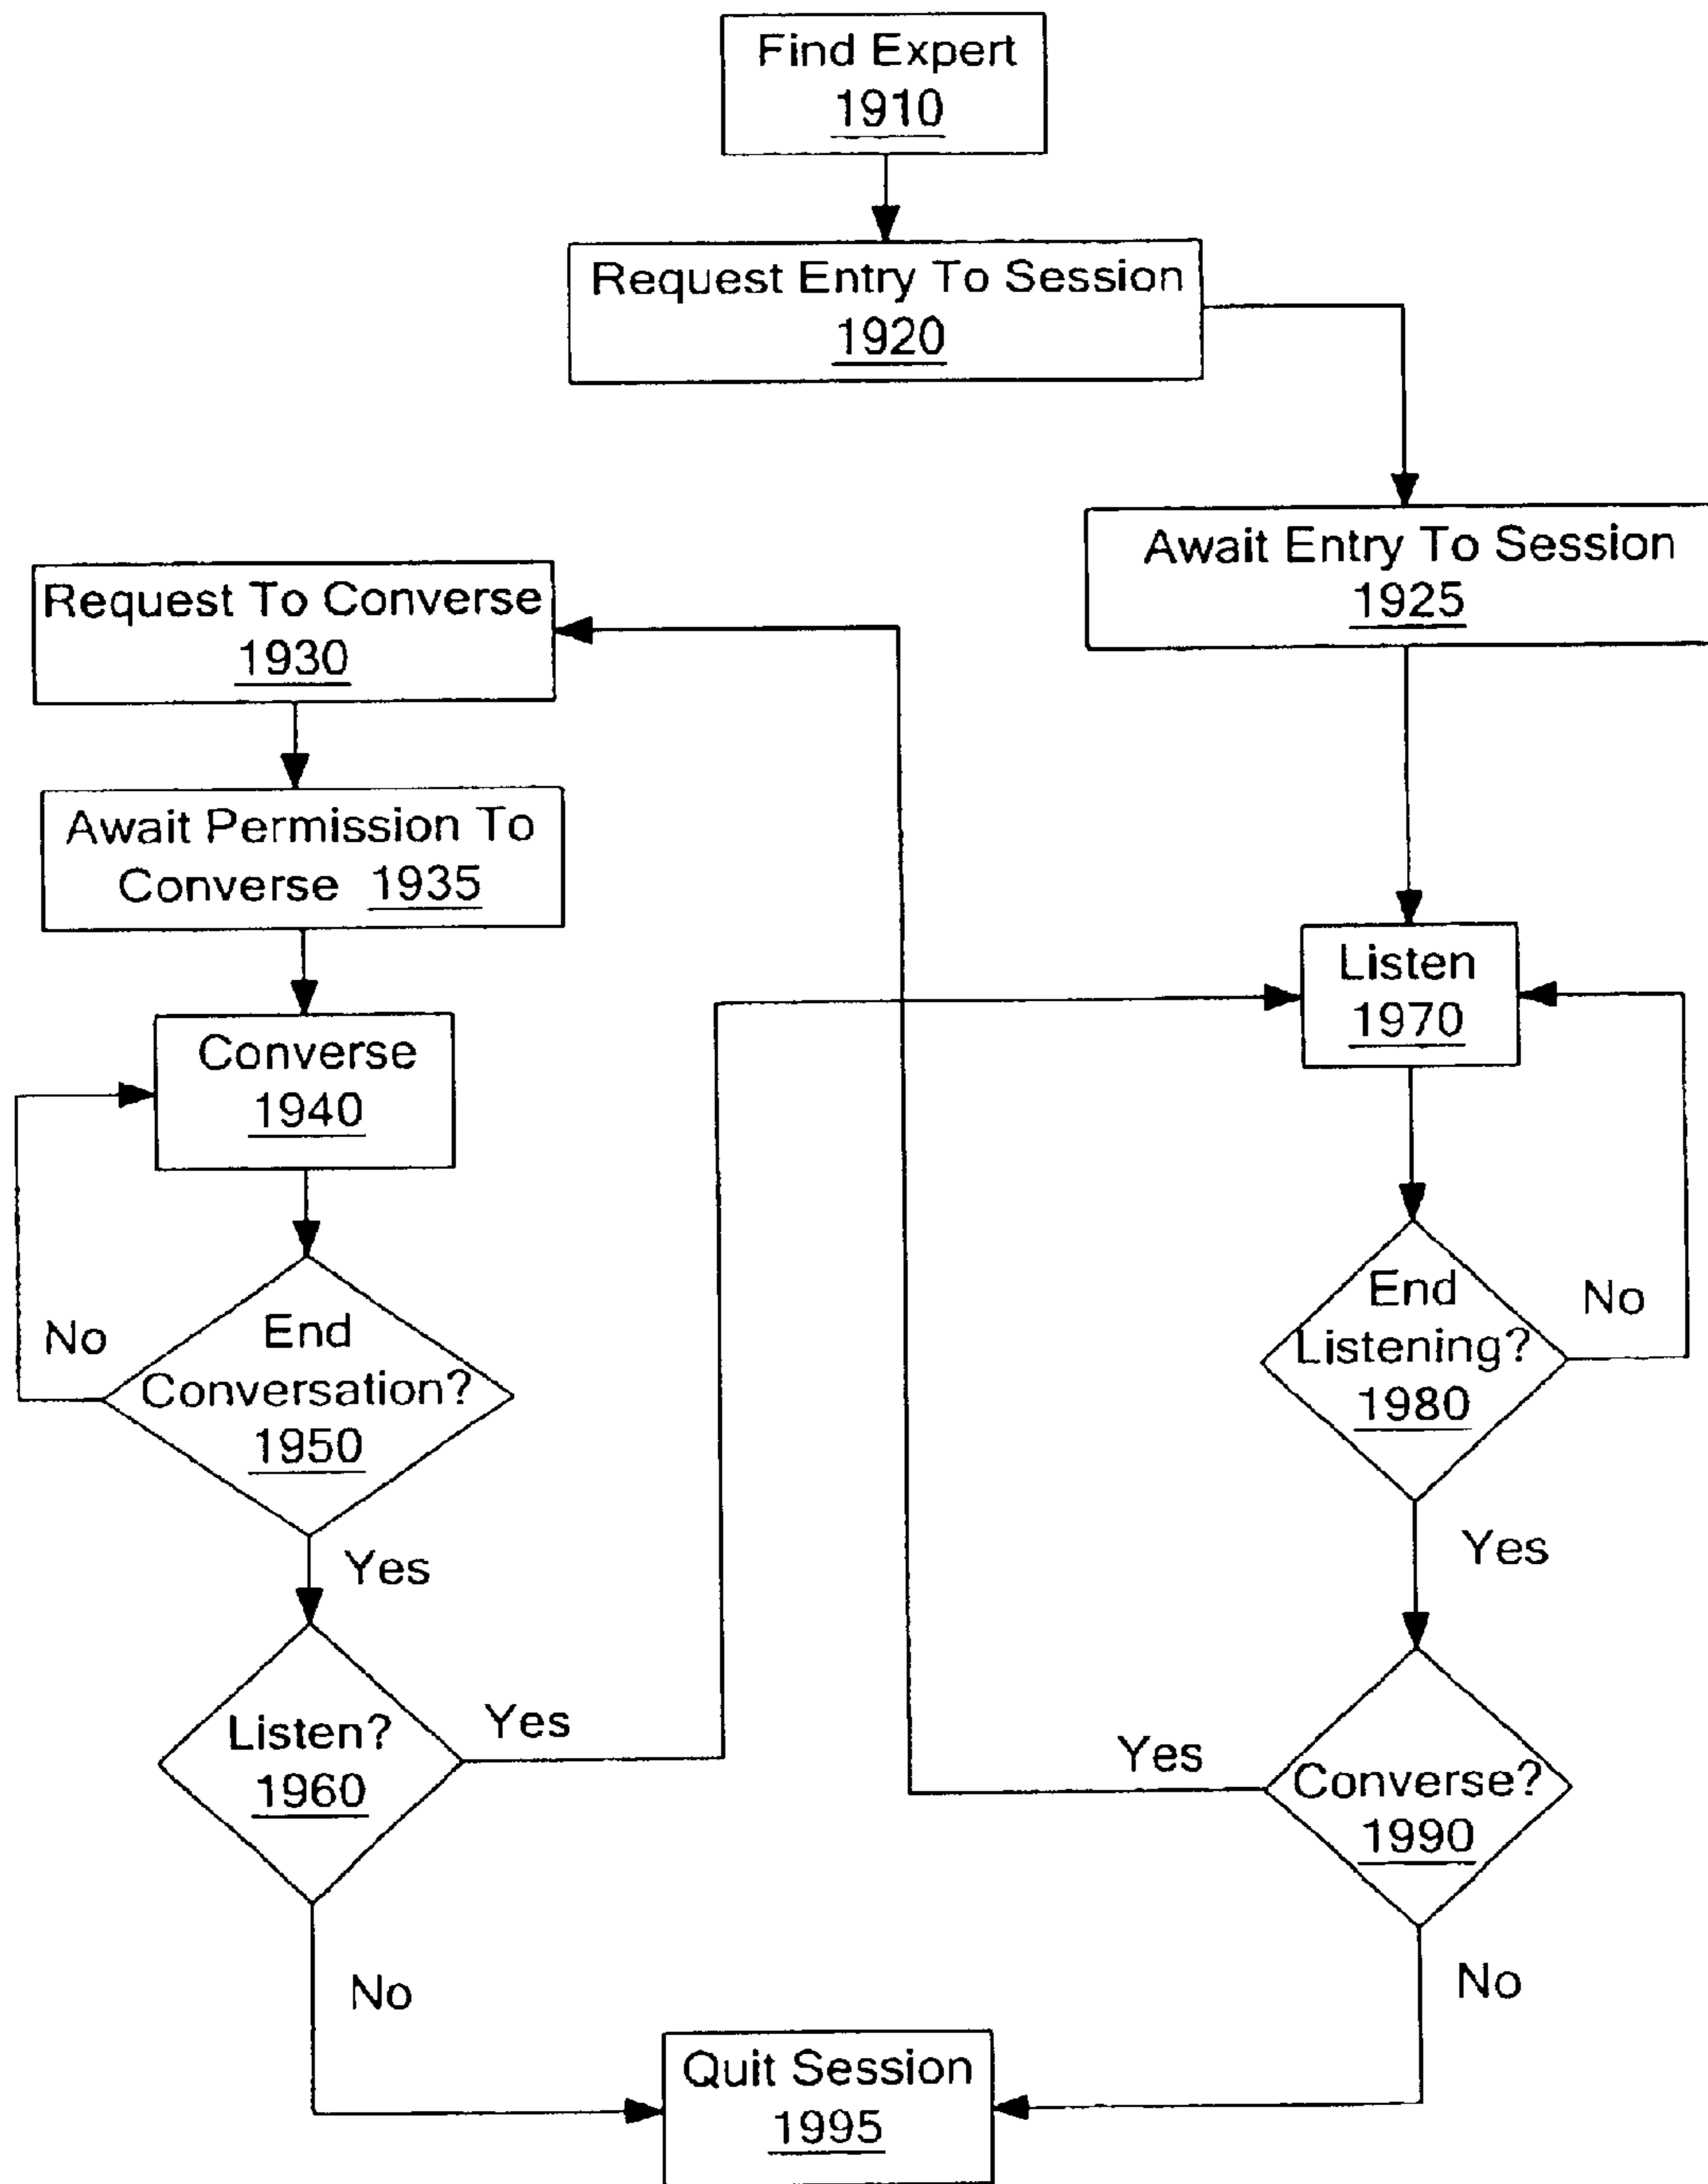 Find Expert
1910
Request Entry To Session
1920
Await Entry To Session
1925
Request To Converse
1930
Await Permission To
Converse 1935
Listen
1970
Converse
1940
End
Listening?
1980
No
End
Conversation?
1950
No
Yes
Yes
Listen?
1960
Yes
Converse?
1990
Yes
No
No
Quit Session
1995